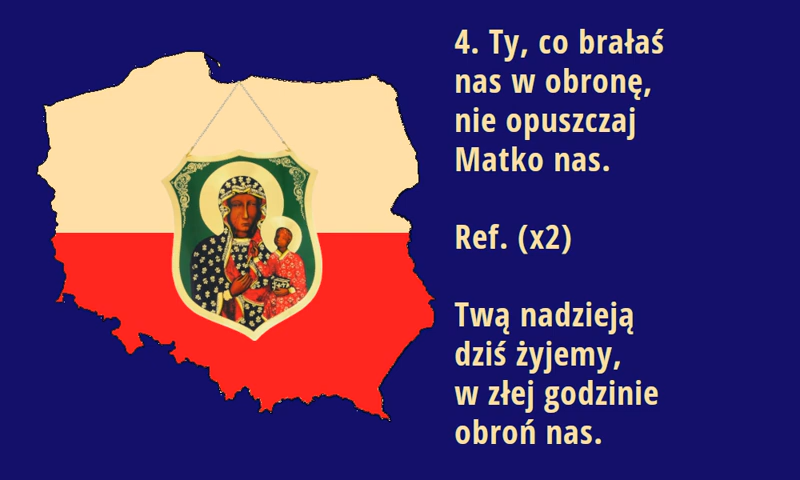 4. Ty, co brałaś
nas w obronę,
nie opuszczaj
Matko nas.
Ref. (x2)
Twą nadzieją
dziś żyjemy,
w złej godzinie
obroń nas.